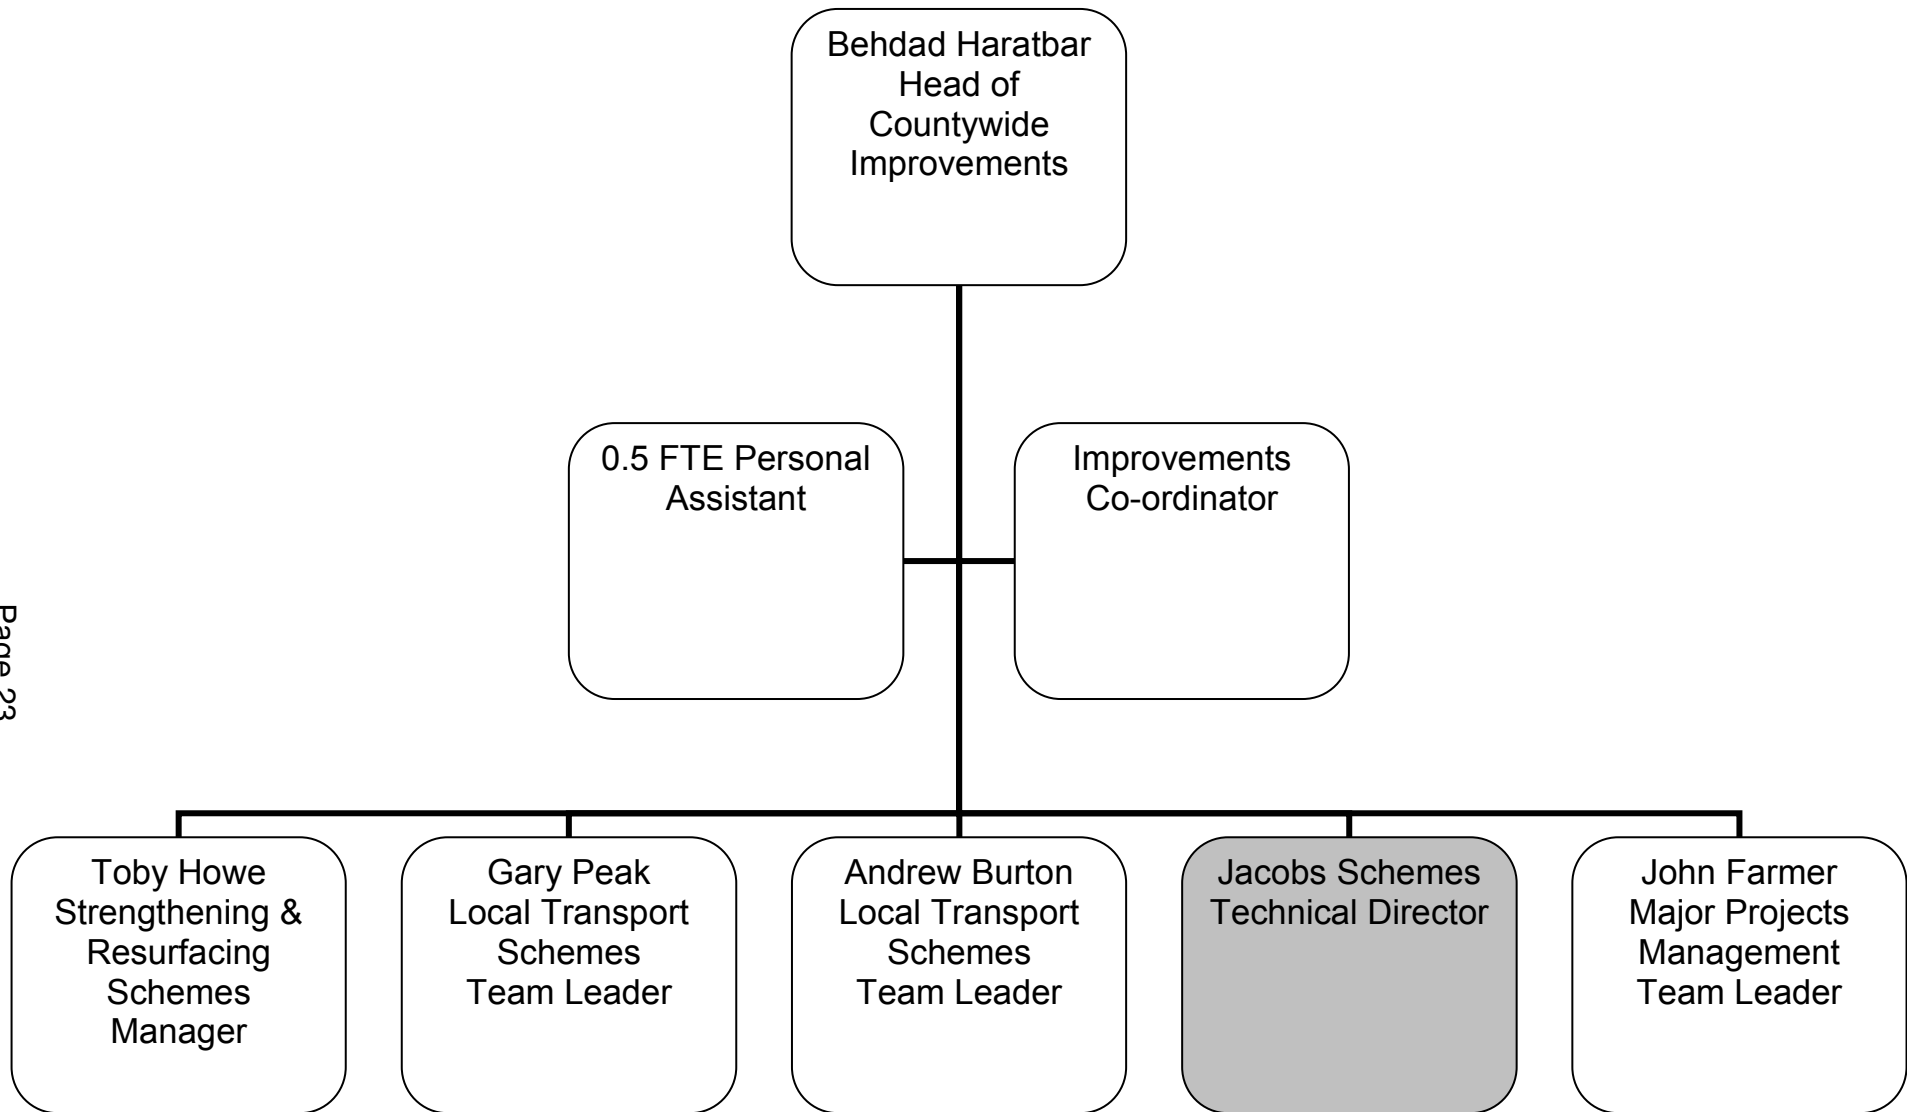 Behdad Haratbar
Head of
Countywide
Improvements
0.5 FTE Personal
Assistant
Improvements
Co-ordinator
Toby Howe
Strengthening &
Resurfacing
Schemes
Manager
Gary Peak
Local Transport
Schemes
Team Leader
Andrew Burton
Local Transport
Schemes
Team Leader
Jacobs Schemes
Technical Director
John Farmer
Major Projects
Management
Team Leader
Page 23